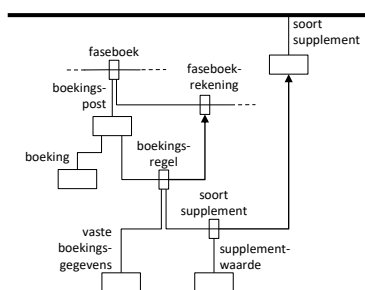 soort
supplement
faseboek
faseboek-
rekening
boekings-
post
boekings-
regel
boeking
soort
supplement
vaste
boekings-
gegevens
supplement-
waarde